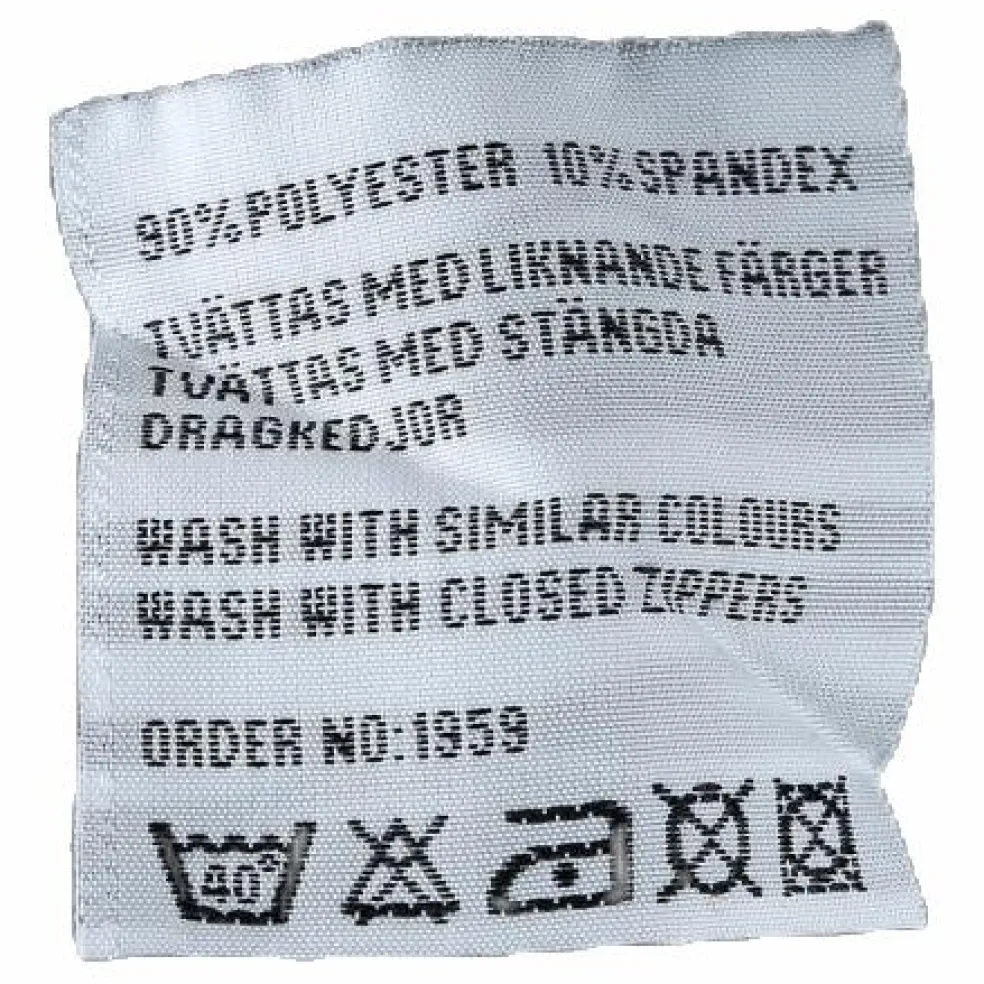 90% POLYESTER 10% SPANDEX
TVÄTTAS MED LIKNANDE FÄRGER
TVÄTTAS MED STÄNGDA
DRAGKEDJOR
WASH WITH SIMILAR COLOURS
WASH WITH CLOSED ZIPPERS
ORDER NO:1959
40°